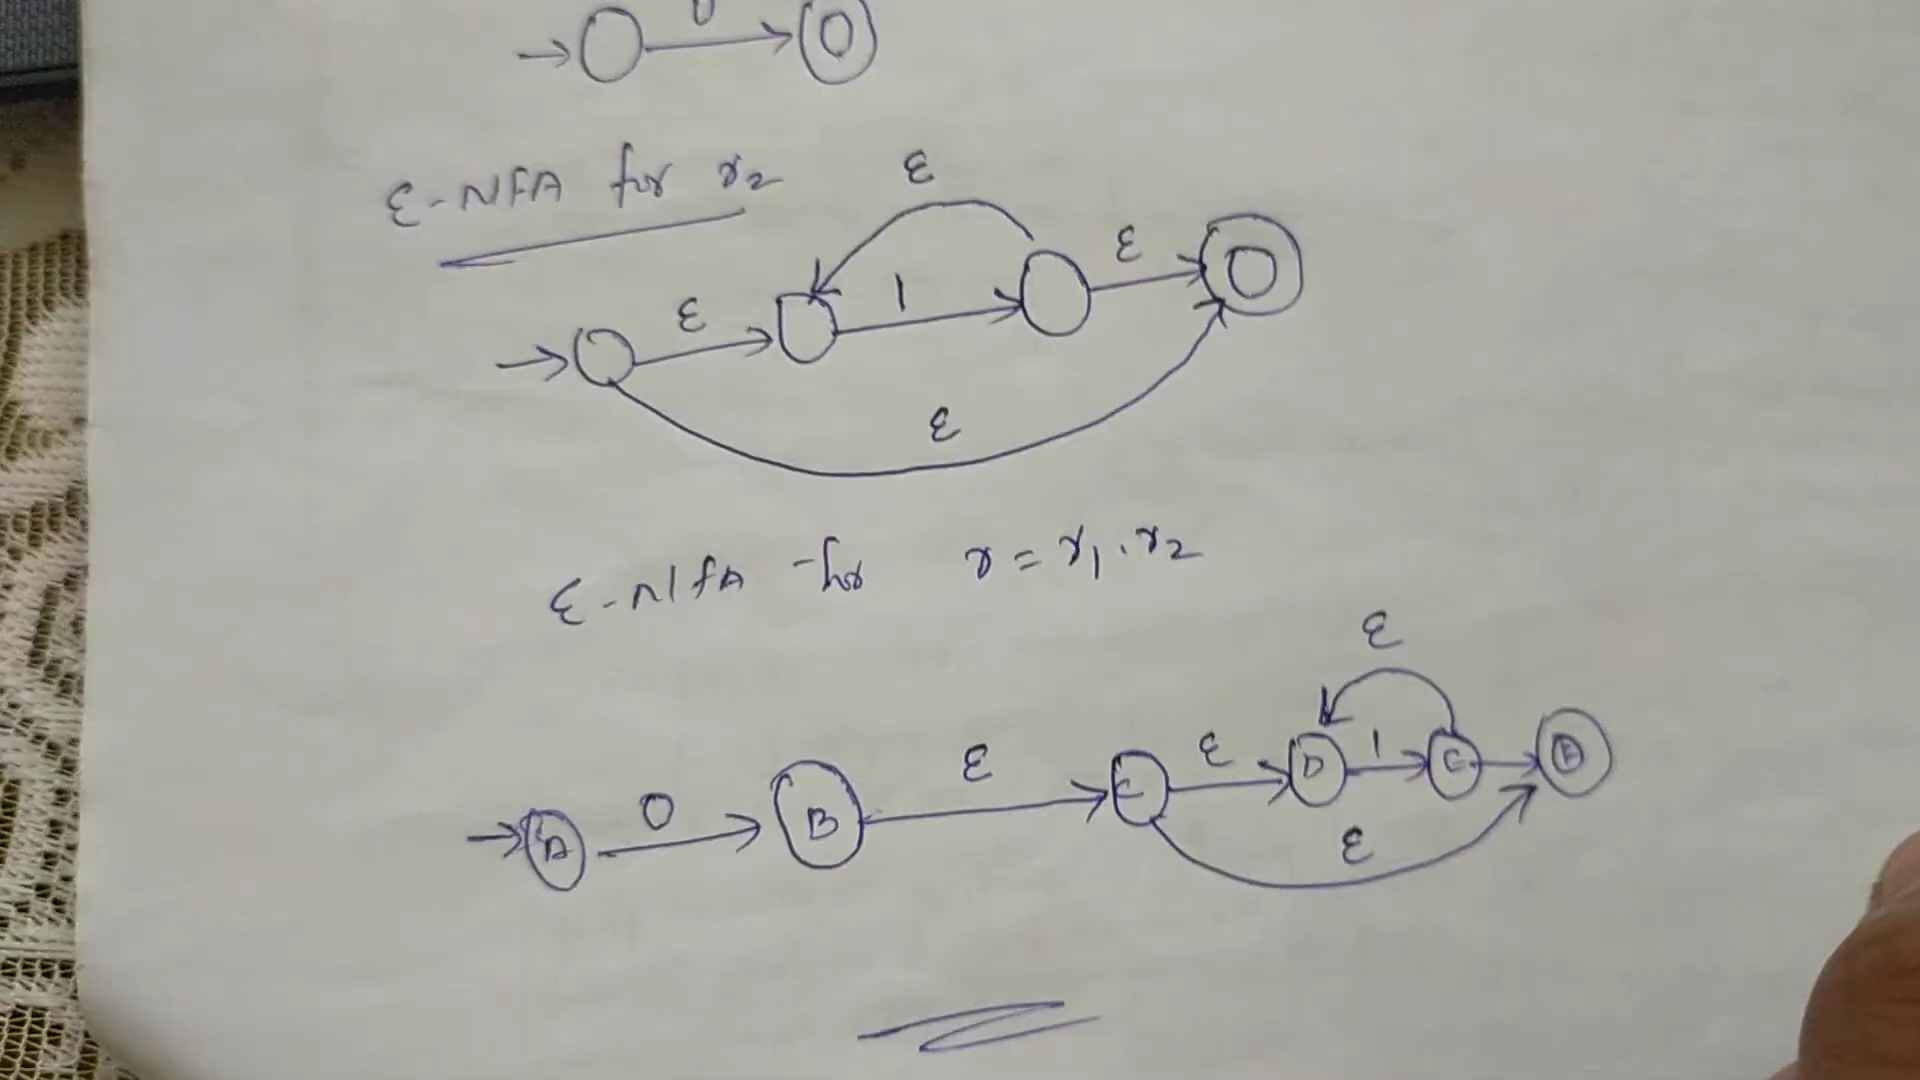 0
ε-NFA for r2
ε
ε
ε 1
ε
ε-NFA for r = r1.r2
ε
A 0 B ε C ε D 1
ε